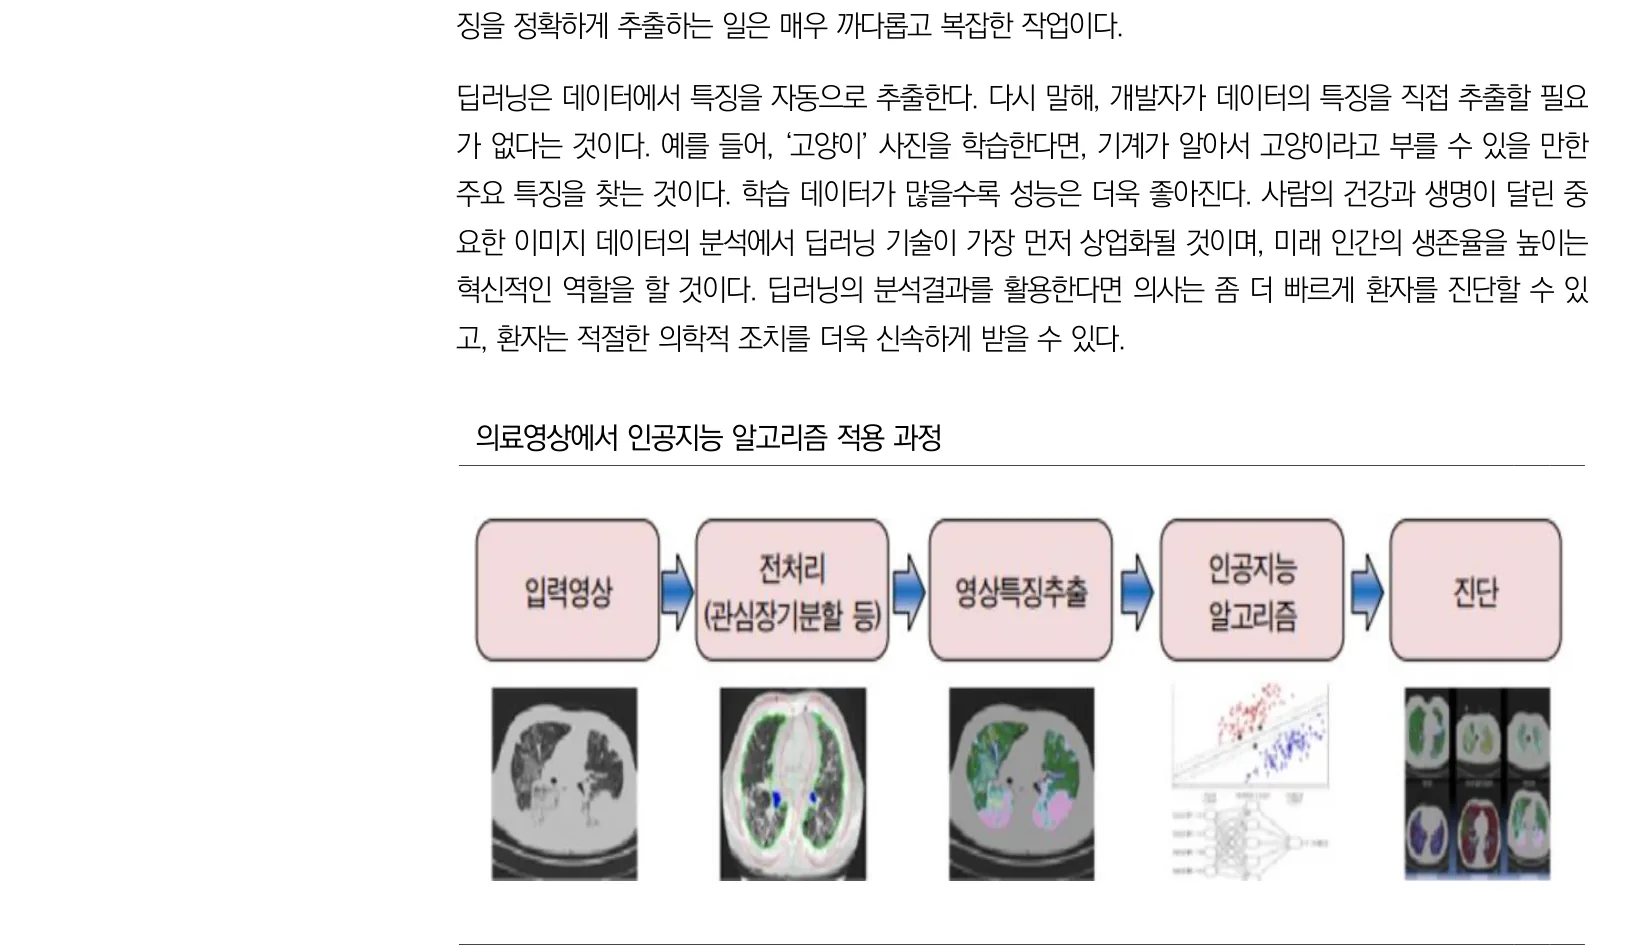 징을 정확하게 추출하는 일은 매우 까다롭고 복잡한 작업이다.
딥러닝은 데이터에서 특징을 자동으로 추출한다. 다시 말해, 개발자가 데이터의 특징을 직접 추출할 필요
가 없다는 것이다. 예를 들어, ‘고양이’ 사진을 학습한다면, 기계가 알아서 고양이라고 부를 수 있을 만한
주요 특징을 찾는 것이다. 학습 데이터가 많을수록 성능은 더욱 좋아진다. 사람의 건강과 생명이 달린 중
요한 이미지 데이터의 분석에서 딥러닝 기술이 가장 먼저 상업화될 것이며, 미래 인간의 생존율을 높이는
혁신적인 역할을 할 것이다. 딥러닝의 분석결과를 활용한다면 의사는 좀 더 빠르게 환자를 진단할 수 있
고, 환자는 적절한 의학적 조치를 더욱 신속하게 받을 수 있다.
의료영상에서 인공지능 알고리즘 적용 과정
입력영상
전처리
(관심장기분할 등)
영상특징추출
인공지능
알고리즘
진단